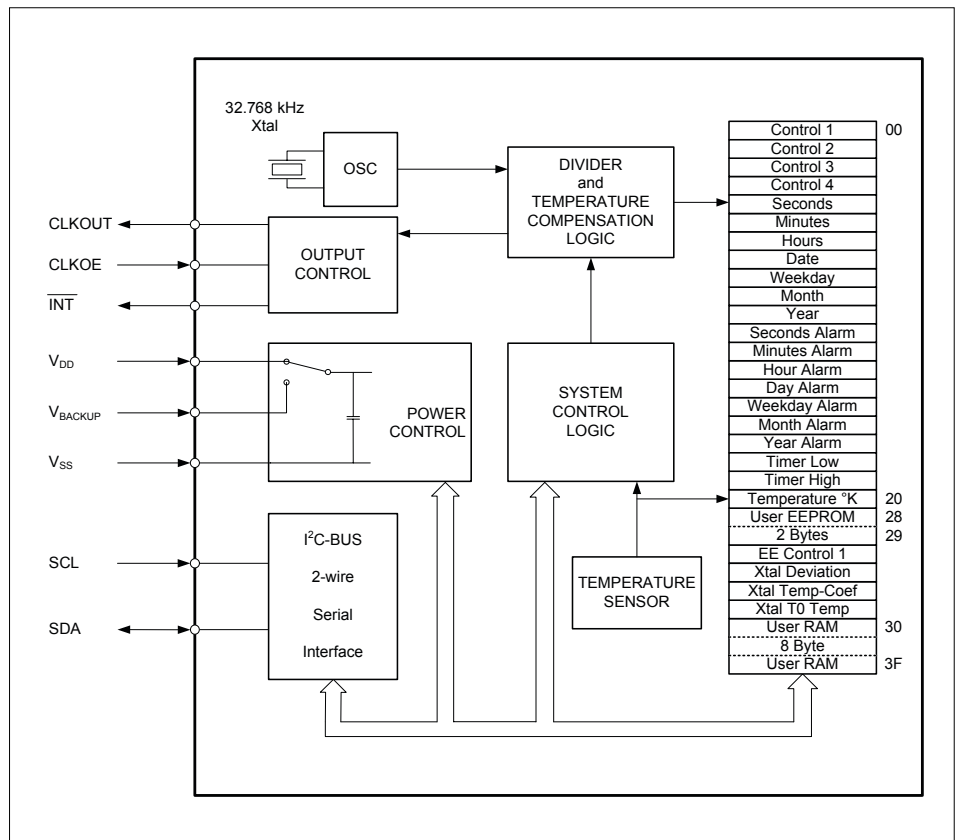 32.768 kHz
Xtal
OSC
DIVIDER
and
TEMPERATURE
COMPENSATION
LOGIC
CLKOUT
CLKOE
INT
OUTPUT
CONTROL
VDD
VBACKUP
VSS
POWER
CONTROL
SYSTEM
CONTROL
LOGIC
SCL
SDA
I²C-BUS
2-wire
Serial
Interface
TEMPERATURE
SENSOR
Control 1 00
Control 2
Control 3
Control 4
Seconds
Minutes
Hours
Date
Weekday
Month
Year
Seconds Alarm
Minutes Alarm
Hour Alarm
Day Alarm
Weekday Alarm
Month Alarm
Year Alarm
Timer Low
Timer High
Temperature °K 20
User EEPROM 28
2 Bytes 29
EE Control 1
Xtal Deviation
Xtal Temp-Coef
Xtal T0 Temp
User RAM 30
8 Byte
User RAM 3F